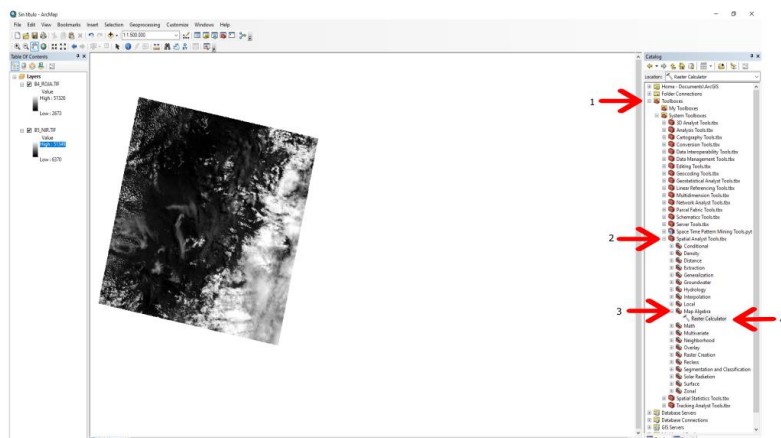 Sin título - ArcMap
File Edit View Bookmarks Insert Selection Geoprocessing Customize Windows Help
1:1.500.000
Table Of Contents
Layers
B4_ROJA.TIF
Value
High : 51326
Low : 2673
B5_NIR.TIF
Value
High : 51349
Low : 6370
Catalog
Location: Raster Calculator
Home - Documents\ArcGIS
Folder Connections
1
Toolboxes
My Toolboxes
System Toolboxes
3D Analyst Tools.tbx
Analysis Tools.tbx
Cartography Tools.tbx
Conversion Tools.tbx
Data Interoperability Tools.tbx
Data Management Tools.tbx
Editing Tools.tbx
Geocoding Tools.tbx
Geostatistical Analyst Tools.tbx
Linear Referencing Tools.tbx
Multidimension Tools.tbx
Network Analyst Tools.tbx
Parcel Fabric Tools.tbx
Schematics Tools.tbx
Server Tools.tbx
Space Time Pattern Mining Tools.pyt
2
Spatial Analyst Tools.tbx
Conditional
Density
Distance
Extraction
Generalization
Groundwater
Hydrology
Interpolation
Local
3
Map Algebra
Raster Calculator
Math
Multivariate
Neighborhood
Overlay
Raster Creation
Reclass
Segmentation and Classification
Solar Radiation
Surface
Zonal
Spatial Statistics Tools.tbx
Tracking Analyst Tools.tbx
Database Servers
Database Connections
GIS Servers